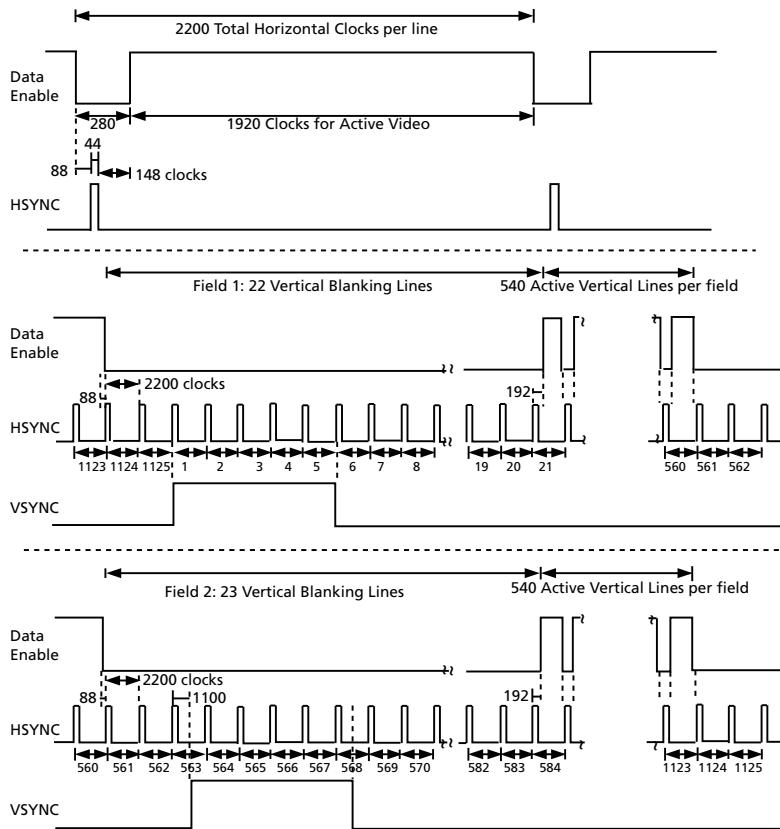 2200 Total Horizontal Clocks per line
Data
Enable
280
1920 Clocks for Active Video
44
88
148 clocks
HSYNC
Field 1: 22 Vertical Blanking Lines
540 Active Vertical Lines per field
Data
Enable
2200 clocks
88
192
HSYNC
1123 1124 1125 1 2 3 4 5 6 7 8 19 20 21 560 561 562
VSYNC
Field 2: 23 Vertical Blanking Lines
540 Active Vertical Lines per field
Data
Enable
2200 clocks
88
1100
192
HSYNC
560 561 562 563 564 565 566 567 568 569 570 582 583 584 1123 1124 1125
VSYNC